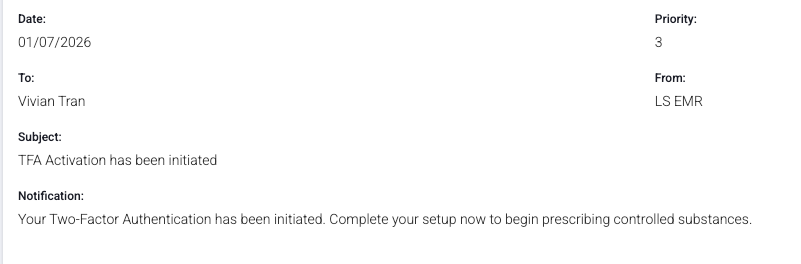 Date:
Priority:
01/07/2026
3
To:
From:
Vivian Tran
LS EMR
Subject:
TFA Activation has been initiated
Notification:
Your Two-Factor Authentication has been initiated. Complete your setup now to begin prescribing controlled substances.